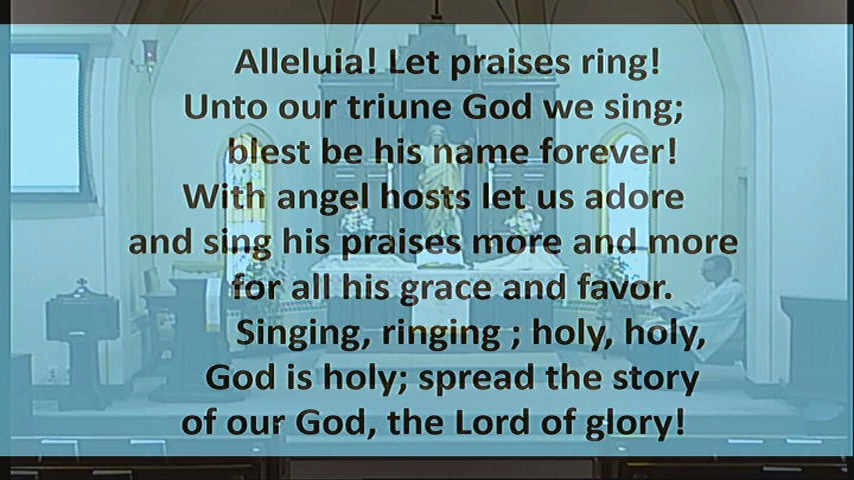 Alleluia! Let praises ring!
Unto our triune God we sing;
blest be his name forever!
With angel hosts let us adore
and sing his praises more and more
for all his grace and favor.
Singing, ringing ; holy, holy,
God is holy; spread the story
of our God, the Lord of glory!